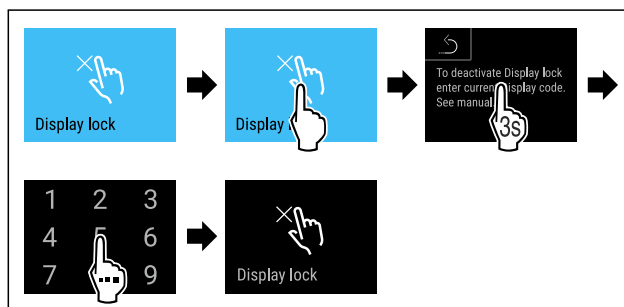 Display lock
Display l
To deactivate Display lock
enter current Display code.
See manual.
3s
1 2 3
4 5 6
7 9
Display lock